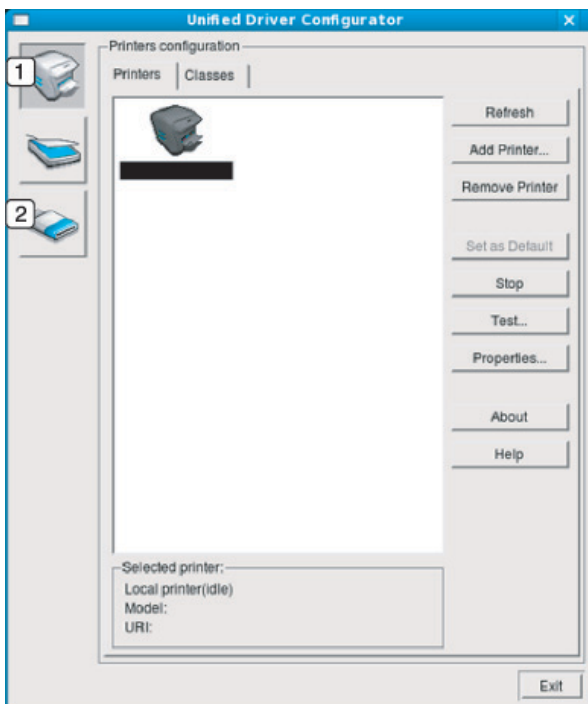 Unified Driver Configurator
Printers configuration
1
Printers
Classes
Refresh
Add Printer...
Remove Printer
2
Set as Default
Stop
Test...
Properties...
About
Help
Selected printer:
Local printer(idle)
Model:
URI:
Exit